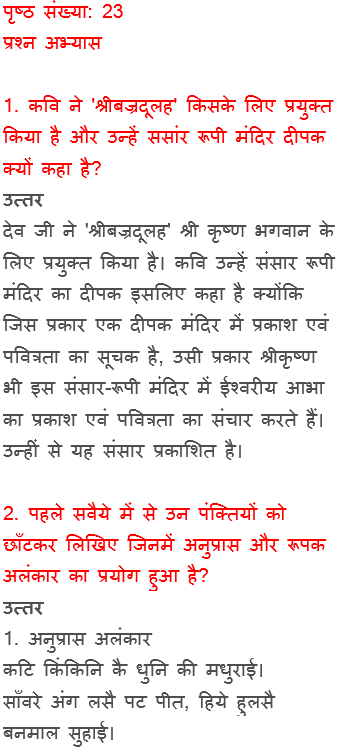 पृष्ठ संख्या: 23
प्रश्न अभ्यास
1. कवि ने 'श्रीबज्रदूलह' किसके लिए प्रयुक्त
किया है और उन्हें ससांर रूपी मंदिर दीपक
क्यों कहा है?
उत्तर
देव जी ने 'श्रीबज्रदूलह' श्री कृष्ण भगवान के
लिए प्रयुक्त किया है। कवि उन्हें संसार रूपी
मंदिर का दीपक इसलिए कहा है क्योंकि
जिस प्रकार एक दीपक मंदिर में प्रकाश एवं
पवित्रता का सूचक है, उसी प्रकार श्रीकृष्ण
भी इस संसार-रूपी मंदिर में ईश्वरीय आभा
का प्रकाश एवं पवित्रता का संचार करते हैं।
उन्हीं से यह संसार प्रकाशित है।
2. पहले सवैये में से उन पंक्तियों को
छाँटकर लिखिए जिनमें अनुप्रास और रूपक
अलंकार का प्रयोग हुआ है?
उत्तर
1. अनुप्रास अलंकार
कटि किंकिनि कै धुनि की मधुराई।
साँवरे अंग लसै पट पीत, हिये हुलसै
बनमाल सुहाई।